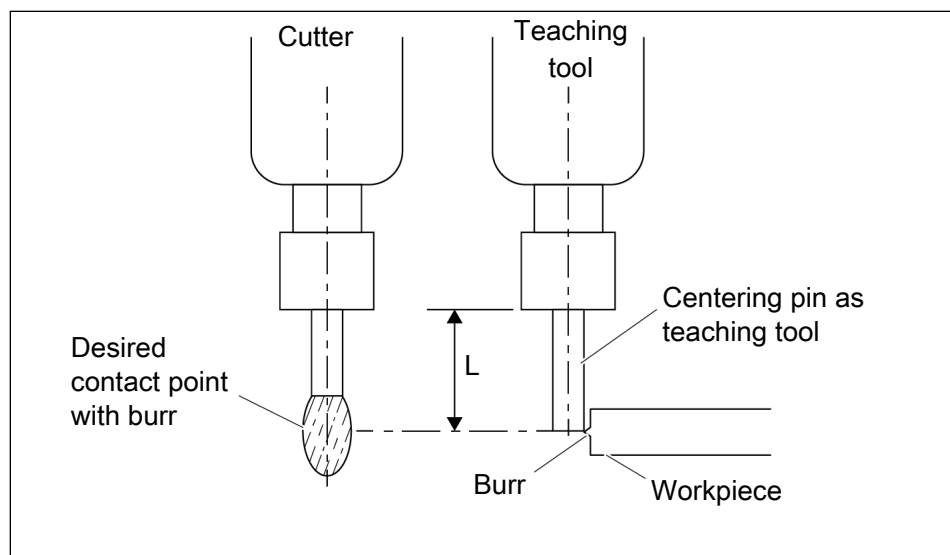 Cutter
Teaching
tool
Centering pin as
teaching tool
L
Desired
contact point
with burr
Burr
Workpiece